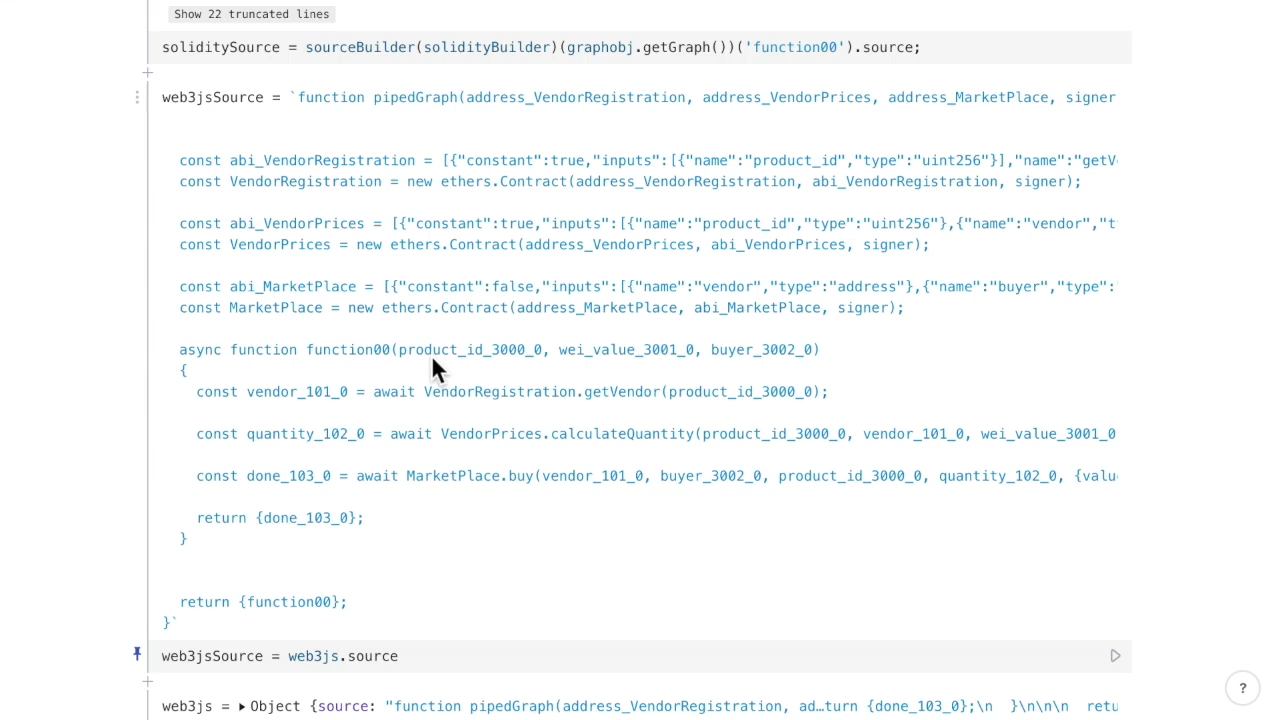 Show 22 truncated lines
soliditySource = sourceBuilder(solidityBuilder)(graphobj.getGraph())('function00').source;
web3jsSource = `function pipedGraph(address_VendorRegistration, address_VendorPrices, address_MarketPlace, signer
const abi_VendorRegistration = [{"constant":true,"inputs":[{"name":"product_id","type":"uint256"}],"name":"getV
const VendorRegistration = new ethers.Contract(address_VendorRegistration, abi_VendorRegistration, signer);
const abi_VendorPrices = [{"constant":true,"inputs":[{"name":"product_id","type":"uint256"},{"name":"vendor","t
const VendorPrices = new ethers.Contract(address_VendorPrices, abi_VendorPrices, signer);
const abi_MarketPlace = [{"constant":false,"inputs":[{"name":"vendor","type":"address"},{"name":"buyer","type":
const MarketPlace = new ethers.Contract(address_MarketPlace, abi_MarketPlace, signer);
async function function00(product_id_3000_0, wei_value_3001_0, buyer_3002_0)
{
const vendor_101_0 = await VendorRegistration.getVendor(product_id_3000_0);
const quantity_102_0 = await VendorPrices.calculateQuantity(product_id_3000_0, vendor_101_0, wei_value_3001_0
const done_103_0 = await MarketPlace.buy(vendor_101_0, buyer_3002_0, product_id_3000_0, quantity_102_0, {valu
return {done_103_0};
}
return {function00};
}`
web3jsSource = web3js.source
web3js = ▸ Object {source: "function pipedGraph(address_VendorRegistration, ad…turn {done_103_0};\n  }\n\n\n  retu
?